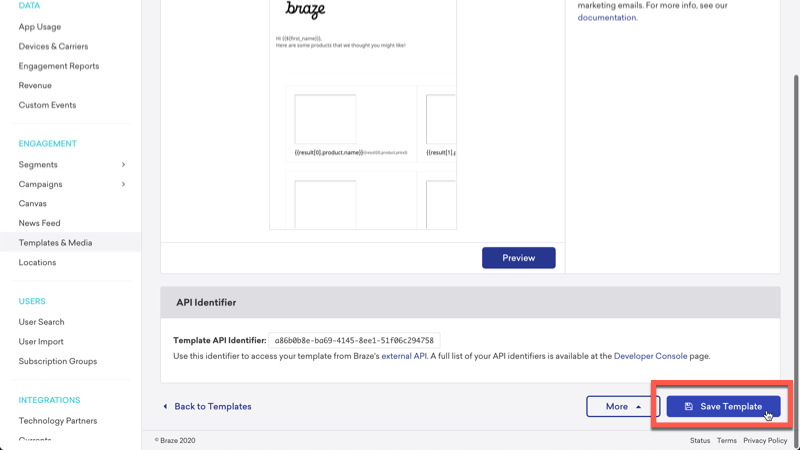 DATA
App Usage
Devices & Carriers
Engagement Reports
Revenue
Custom Events
ENGAGEMENT
Segments
Campaigns
Canvas
News Feed
Templates & Media
Locations
USERS
User Search
User Import
Subscription Groups
INTEGRATIONS
Technology Partners
Currents
braze
Hi {{${first_name}}},
Here are some products that we thought you might like!
{{result[0].product.name}}{{result[0].product.price}}
{{result[1].p
marketing emails. For more info, see our
documentation.
Preview
API Identifier
Template API Identifier: a86b0b8e-ba69-4145-8ee1-51f06c294758
Use this identifier to access your template from Braze's external API. A full list of your API identifiers is available at the Developer Console page.
Back to Templates
More
Save Template
© Braze 2020
Status Terms Privacy Policy